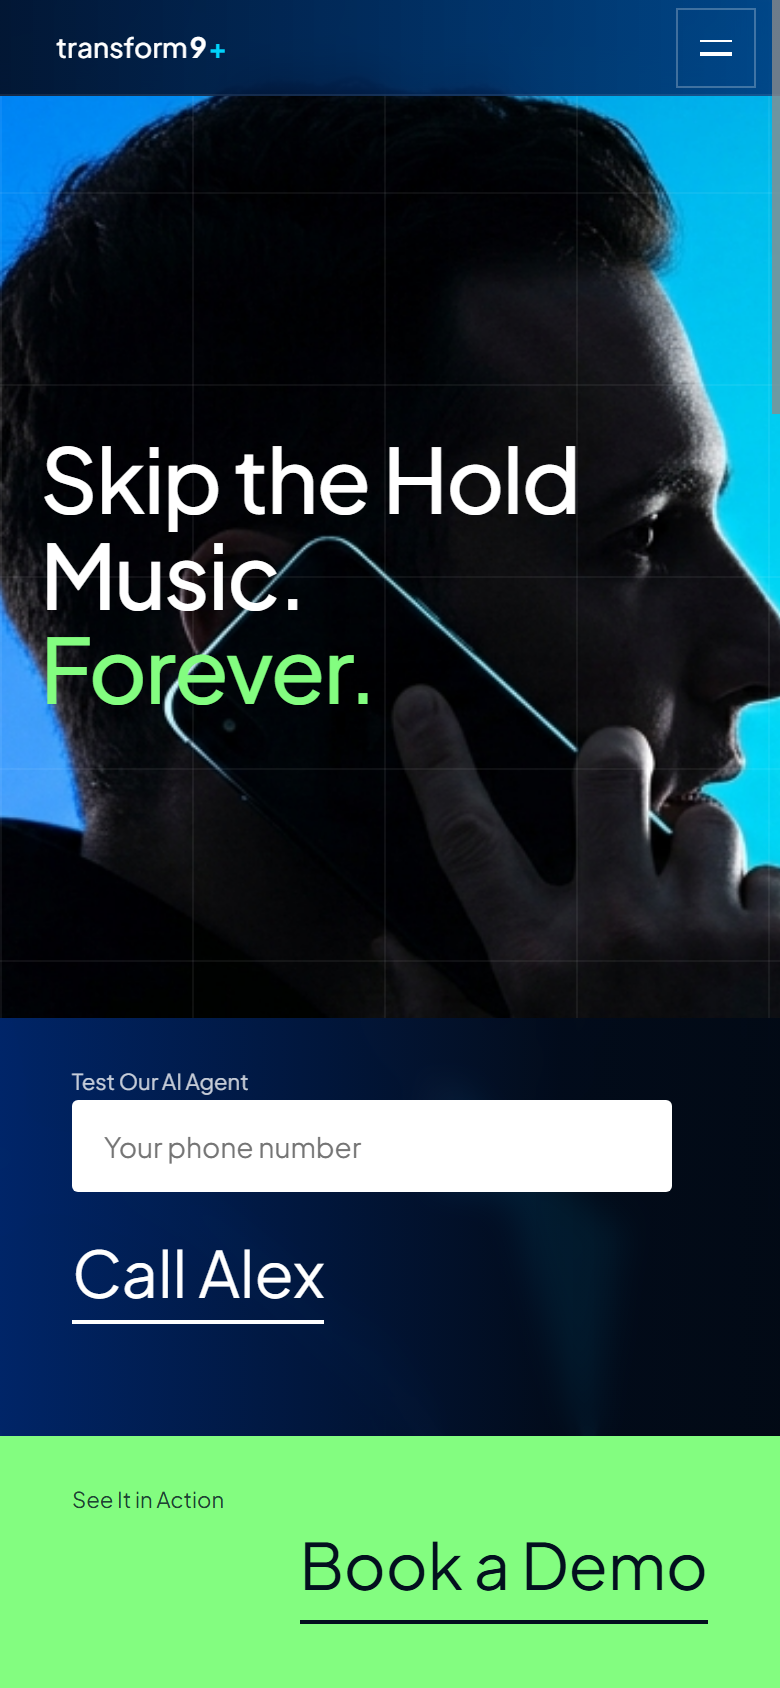 transform9+
Skip the Hold
Music.
Forever.
Test Our AI Agent
Your phone number
Call Alex
See It in Action
Book a Demo